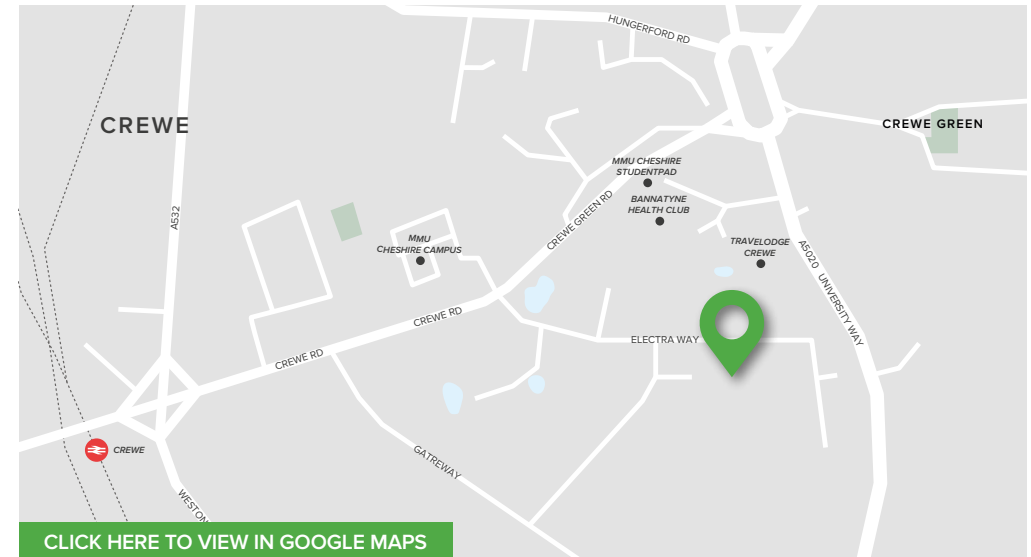 HUNGERFORD RD
CREWE
CREWE GREEN
MMU CHESHIRE
STUDENTPAD
BANNATYNE
HEALTH CLUB
A532
CREWE GREEN RD
MMU
CHESHIRE CAMPUS
TRAVELODGE
CREWE
A5020 UNIVERSITY WAY
CREWE RD
ELECTRA WAY
CREWE RD
CREWE
GATREWAY
WESTON
CLICK HERE TO VIEW IN GOOGLE MAPS